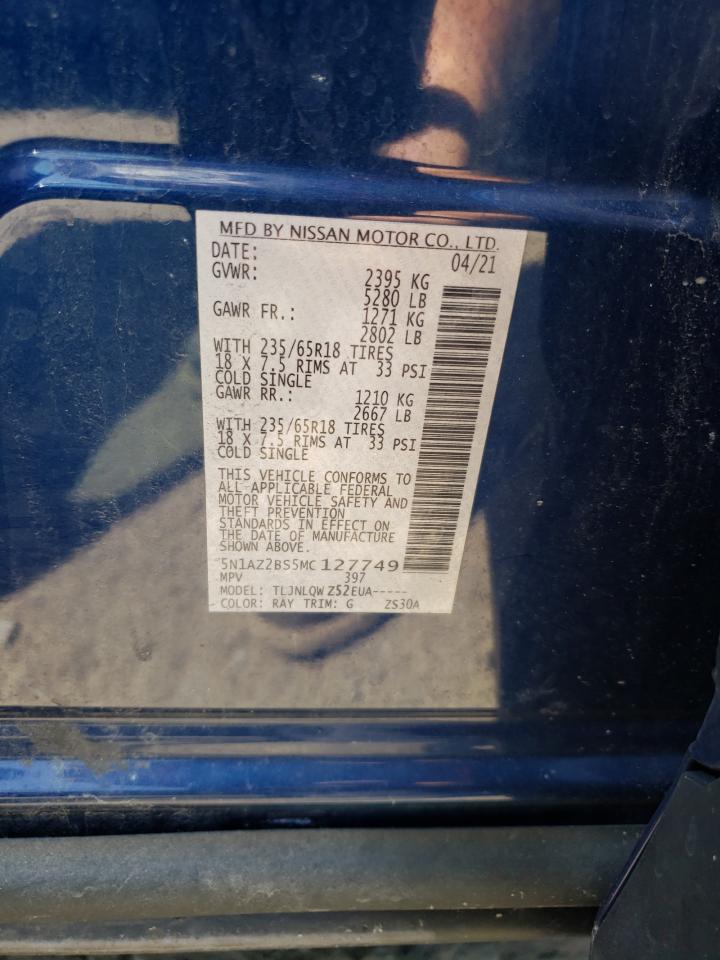 MFD BY NISSAN MOTOR CO., LTD.
DATE: 04/21
GVWR: 2395 KG
5280 LB
GAWR FR.: 1271 KG
2802 LB
WITH 235/65R18 TIRES
18 X 7.5 RIMS AT 33 PSI
COLD SINGLE
GAWR RR.: 1210 KG
2667 LB
WITH 235/65R18 TIRES
18 X 7.5 RIMS AT 33 PSI
COLD SINGLE
THIS VEHICLE CONFORMS TO
ALL APPLICABLE FEDERAL
MOTOR VEHICLE SAFETY AND
THEFT PREVENTION
STANDARDS IN EFFECT ON
THE DATE OF MANUFACTURE
SHOWN ABOVE.
5N1AZ2BS5MC 127749
MPV 397
MODEL: TLJNLQW Z52EUA-----
COLOR: RAY TRIM: G ZS30A